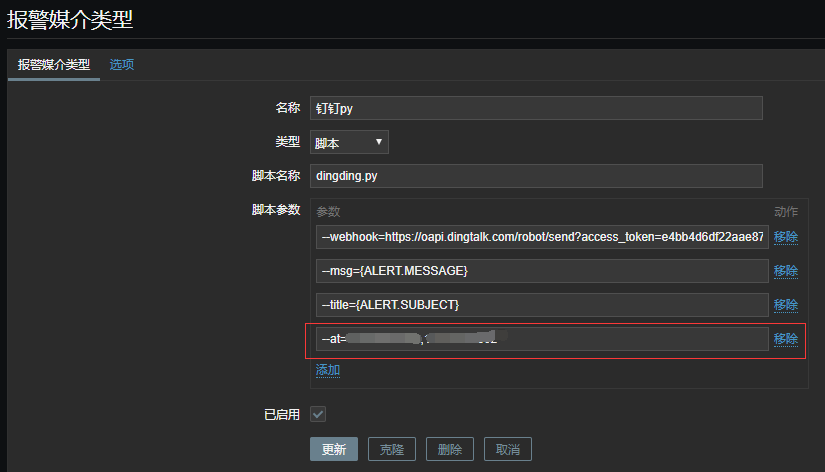 报警媒介类型
报警媒介类型 选项
名称 钉钉py
类型 脚本
脚本名称 dingding.py
脚本参数 参数 动作
--webhook=https://oapi.dingtalk.com/robot/send?access_token=e4bb4d6df22aae87 移除
--msg={ALERT.MESSAGE} 移除
--title={ALERT.SUBJECT} 移除
--at= 移除
添加
已启用
更新 克隆 删除 取消